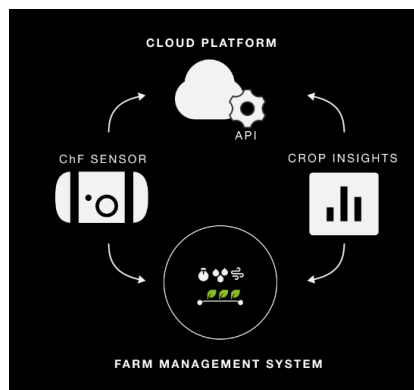 CLOUD PLATFORM
API
ChF SENSOR
CROP INSIGHTS
FARM MANAGEMENT SYSTEM